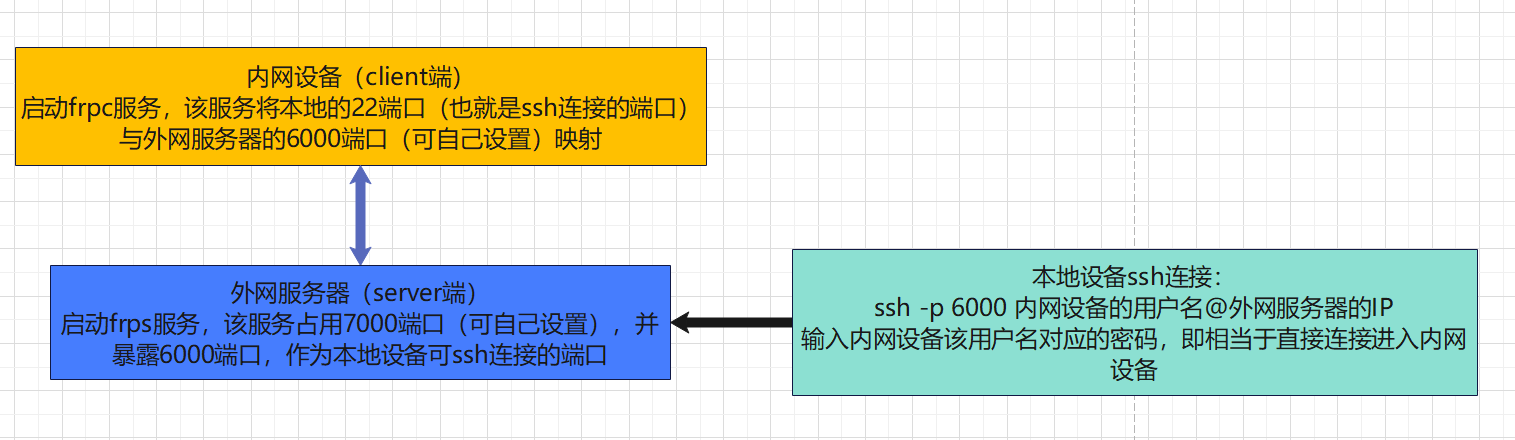 内网设备（client端）
启动frpc服务，该服务将本地的22端口（也就是ssh连接的端口）
与外网服务器的6000端口（可自己设置）映射
外网服务器（server端）
启动frps服务，该服务占用7000端口（可自己设置），并
暴露6000端口，作为本地设备可ssh连接的端口
本地设备ssh连接：
ssh -p 6000 内网设备的用户名@外网服务器的IP
输入内网设备该用户名对应的密码，即相当于直接连接进入内网
设备